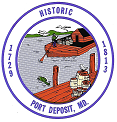 HISTORIC
1729
1813
PORT DEPOSIT, MD.